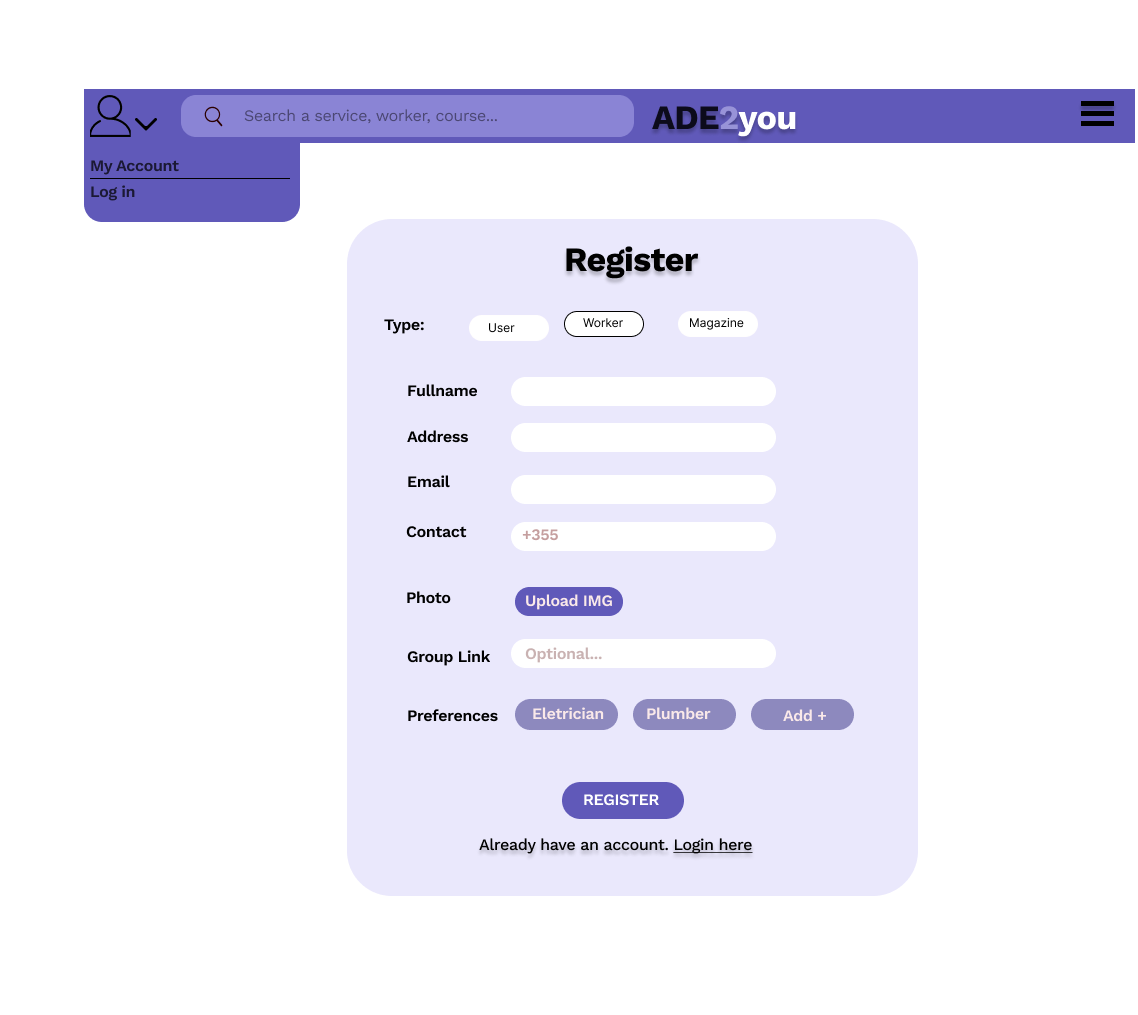 Search a service, worker, course...
ADE2you
My Account
Log in
Register
Type:
User
Worker
Magazine
Fullname
Address
Email
Contact
+355
Photo
Upload IMG
Group Link
Optional...
Preferences
Eletrician
Plumber
Add +
REGISTER
Already have an account. Login here